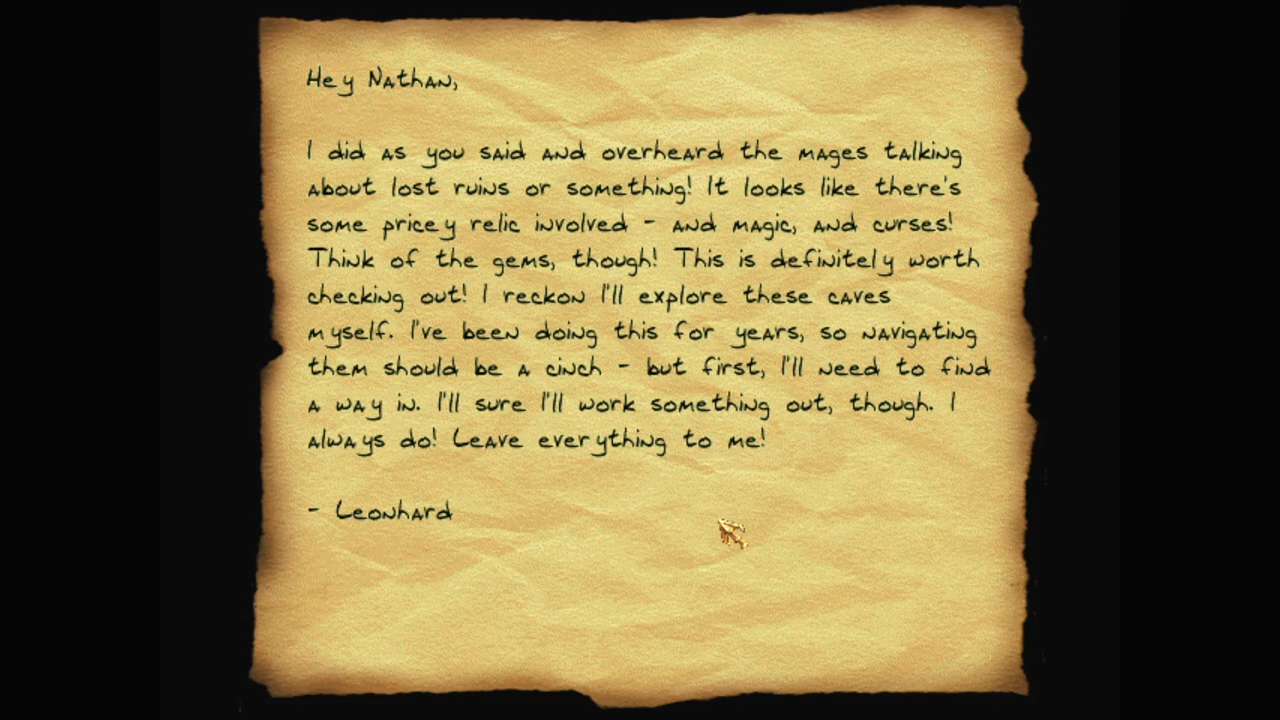 Hey Nathan,
I did as you said and overheard the mages talking
about lost ruins or something! It looks like there's
some pricey relic involved - and magic, and curses!
Think of the gems, though! This is definitely worth
checking out! I reckon I'll explore these caves
myself. I've been doing this for years, so navigating
them should be a cinch - but first, I'll need to find
a way in. I'll sure I'll work something out, though. I
always do! Leave everything to me!
- Leonhard